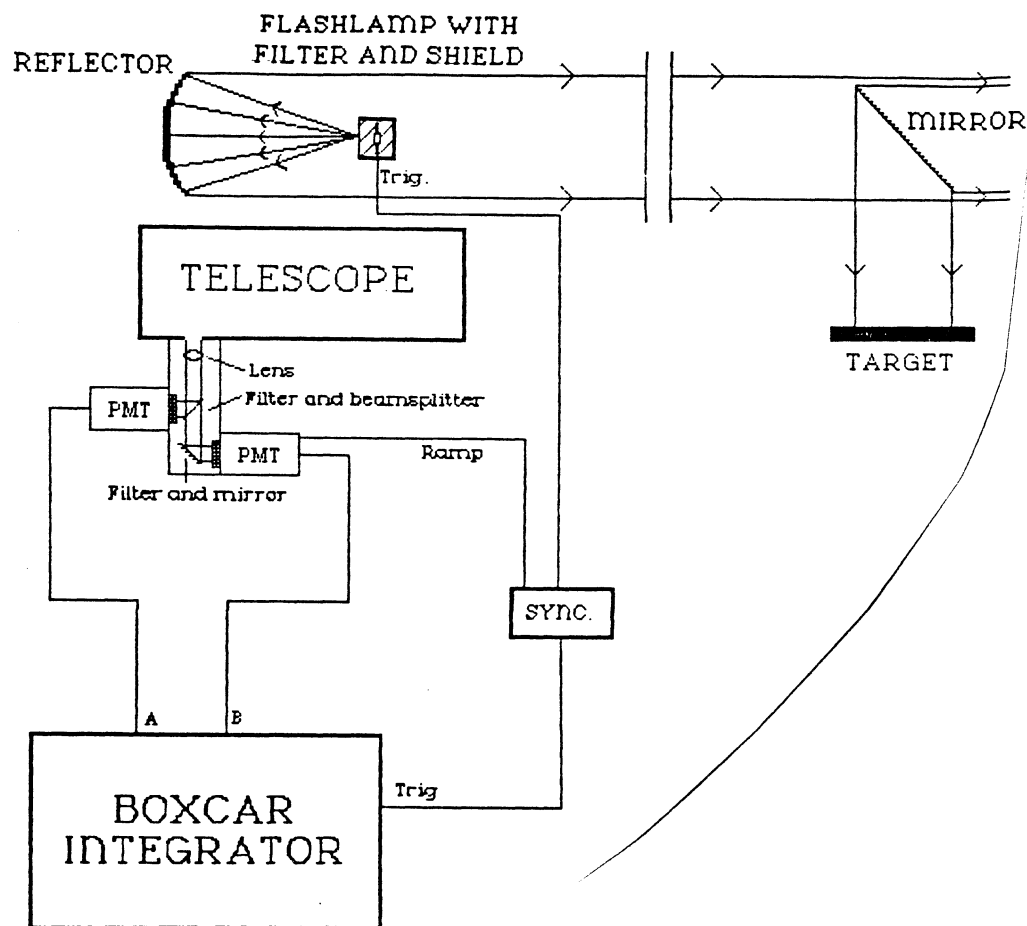 FLASHLAMP WITH
FILTER AND SHIELD
REFLECTOR
MIRROR
Trig.
TELESCOPE
TARGET
Lens
Filter and beamsplitter
PMT
PMT
Ramp
Filter and mirror
SYNC.
A
B
Trig
BOXCAR
INTEGRATOR